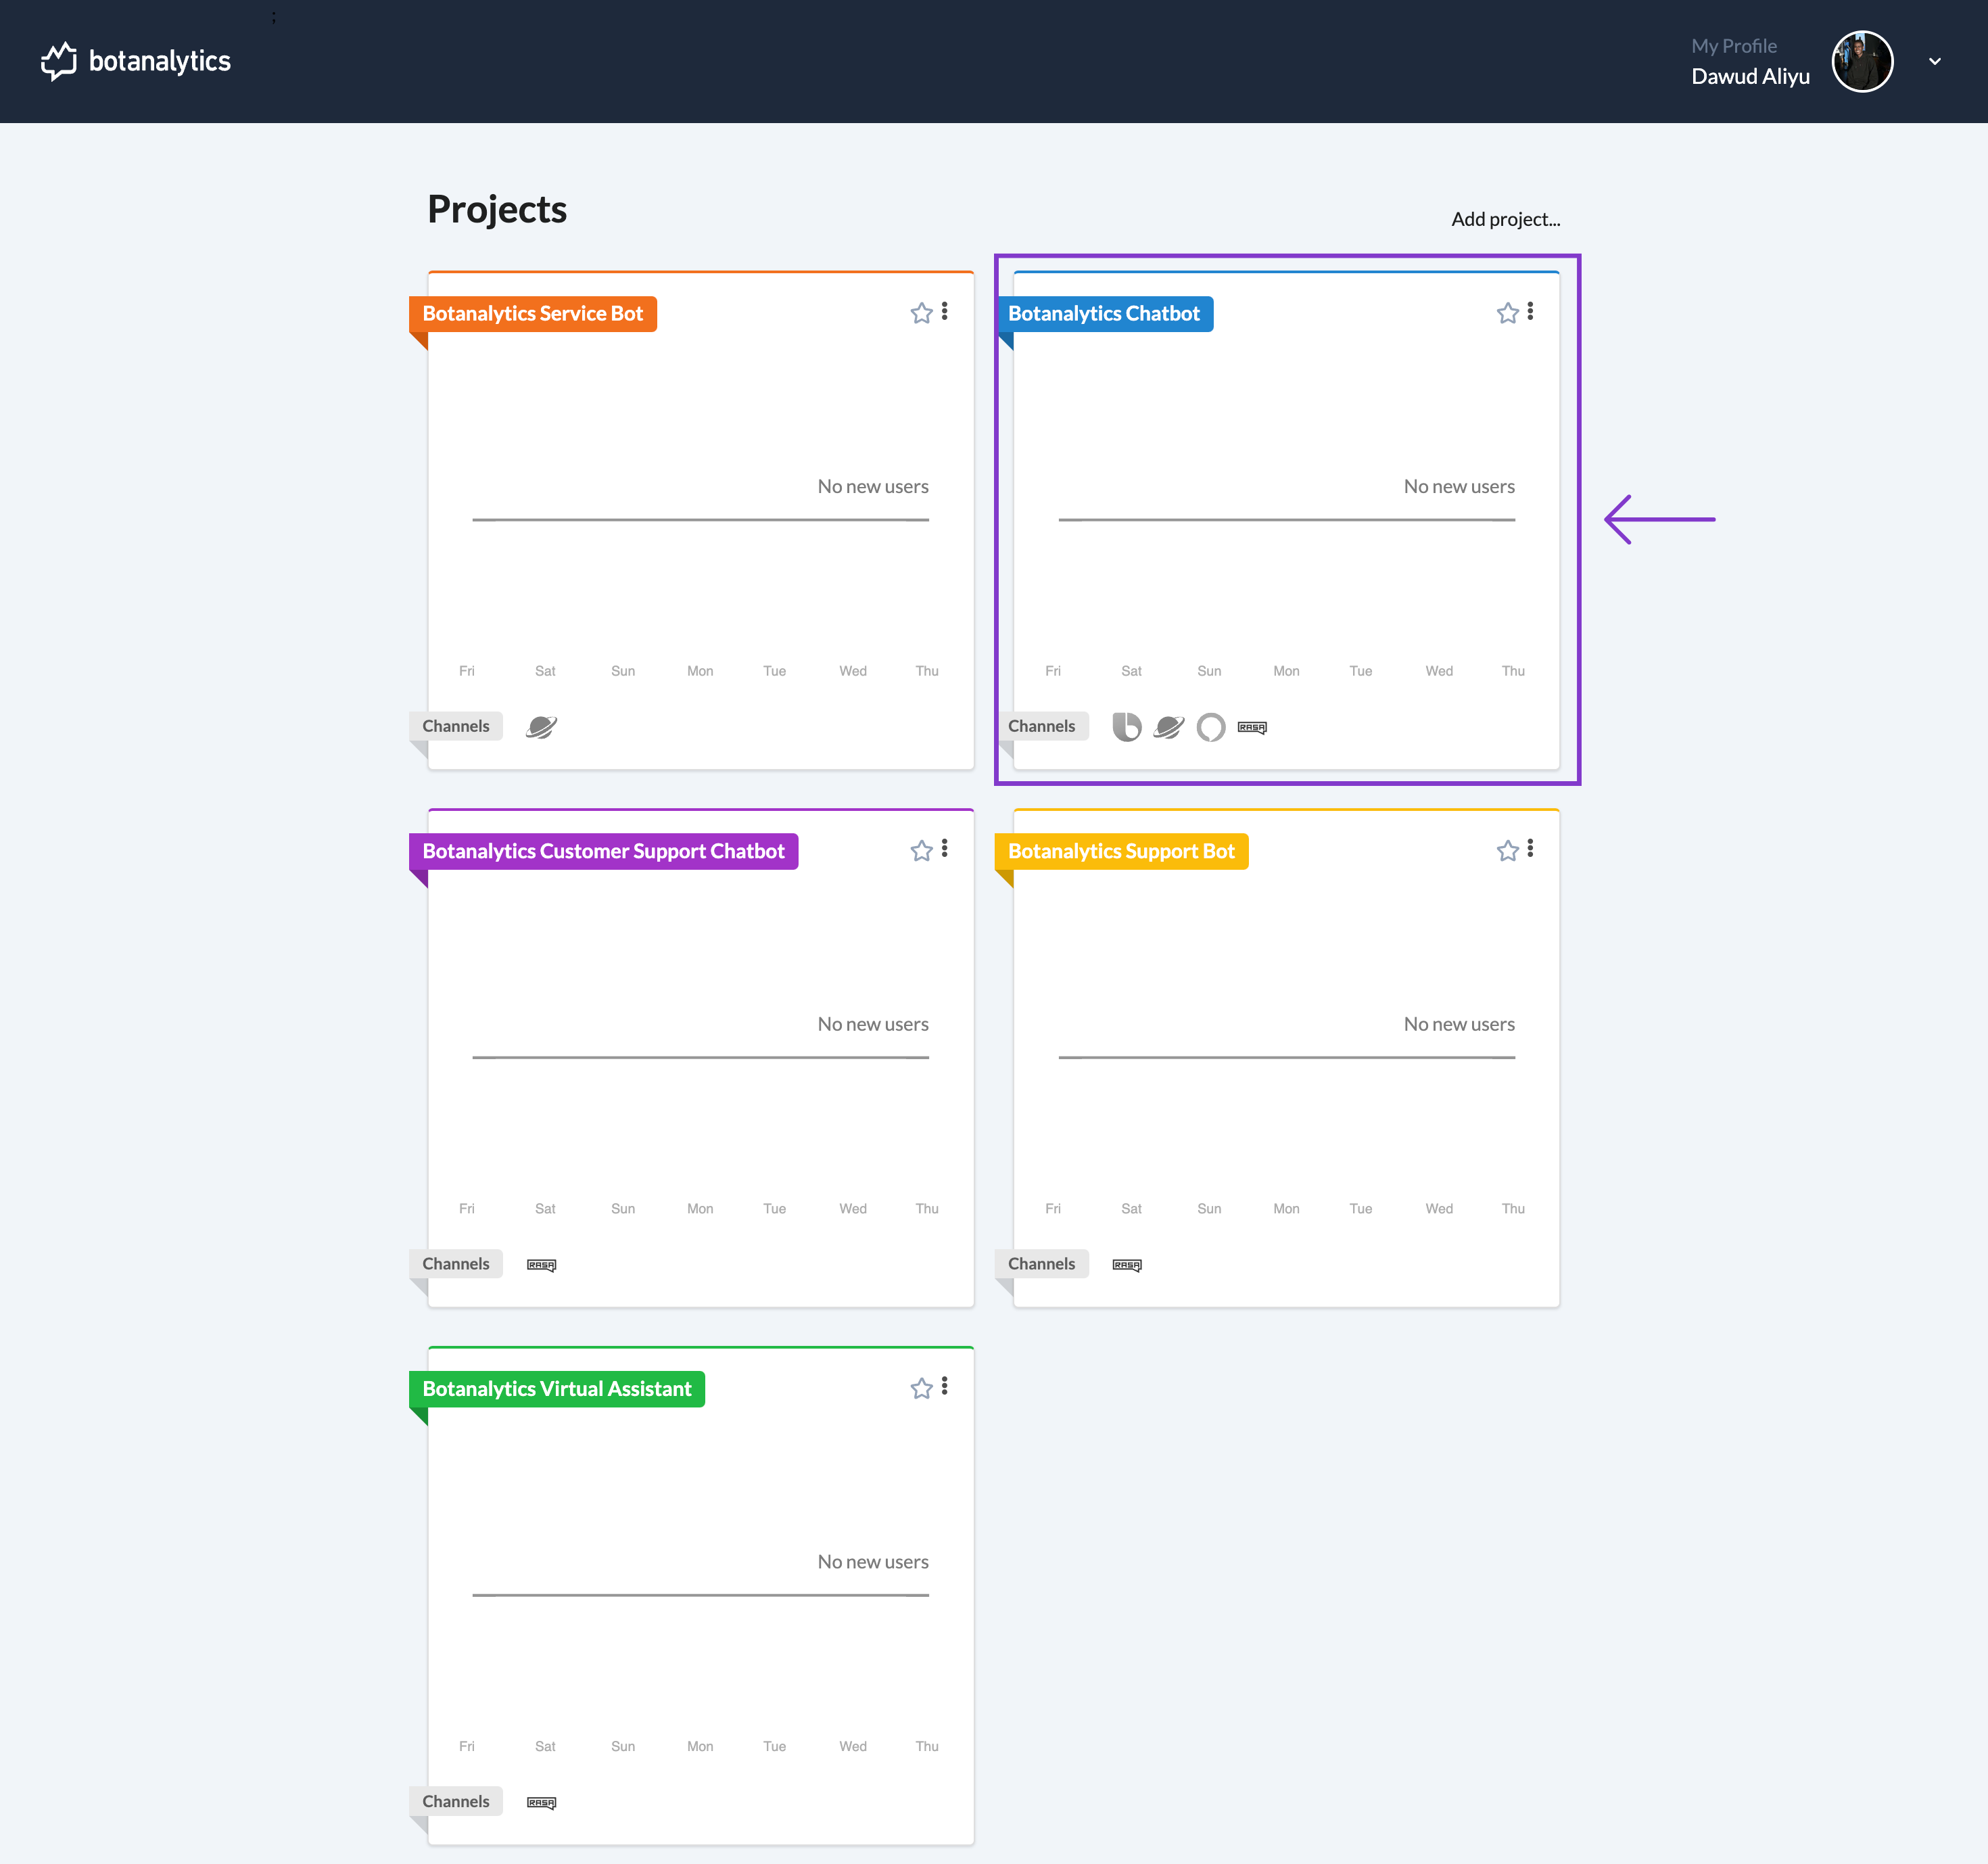 ;
botanalytics
My Profile
Dawud Aliyu
Projects
Add project...
Botanalytics Service Bot
No new users
Fri Sat Sun Mon Tue Wed Thu
Channels
Botanalytics Chatbot
No new users
Fri Sat Sun Mon Tue Wed Thu
Channels
RASA
Botanalytics Customer Support Chatbot
No new users
Fri Sat Sun Mon Tue Wed Thu
Channels
RASA
Botanalytics Support Bot
No new users
Fri Sat Sun Mon Tue Wed Thu
Channels
RASA
Botanalytics Virtual Assistant
No new users
Fri Sat Sun Mon Tue Wed Thu
Channels
RASA